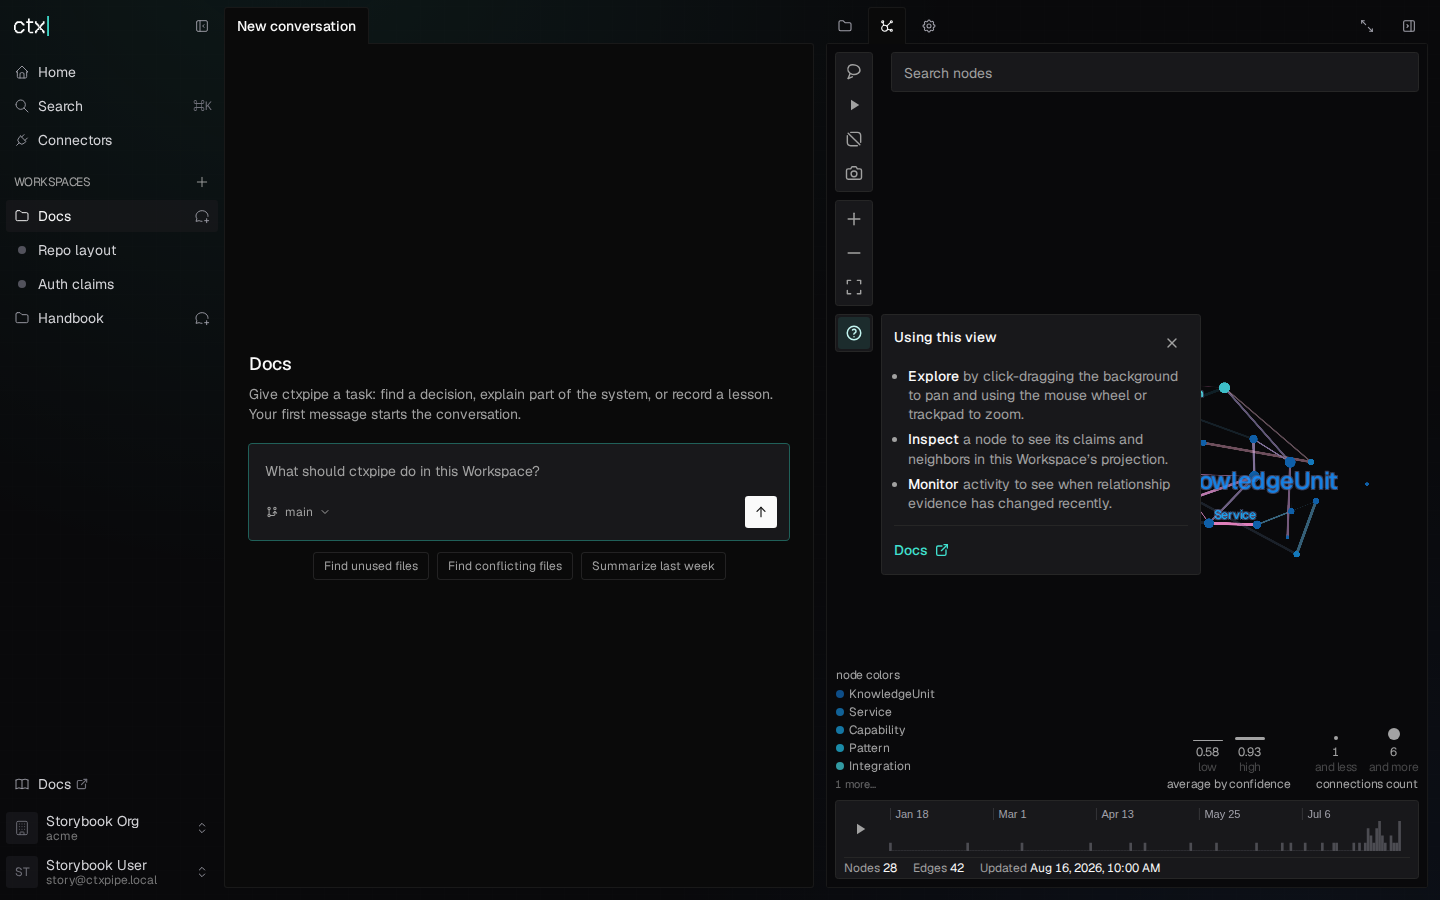 ctx
Home
Search ⌘K
Connectors
WORKSPACES
Docs
Repo layout
Auth claims
Handbook
Docs
Storybook Org
acme
ST
Storybook User
story@ctxpipe.local
New conversation
Docs
Give ctxpipe a task: find a decision, explain part of the system, or record a lesson.
Your first message starts the conversation.
What should ctxpipe do in this Workspace?
main
Find unused files
Find conflicting files
Summarize last week
Search nodes
Using this view
Explore by click-dragging the background
to pan and using the mouse wheel or
trackpad to zoom.
Inspect a node to see its claims and
neighbors in this Workspace's projection.
Monitor activity to see when relationship
evidence has changed recently.
Docs
owledgeUnit
Service
node colors
KnowledgeUnit
Service
Capability
Pattern
Integration
1 more...
0.58 0.93
low high
average by confidence
1 6
and less and more
connections count
Jan 18 Mar 1 Apr 13 May 25 Jul 6
Nodes 28 Edges 42 Updated Aug 16, 2026, 10:00 AM